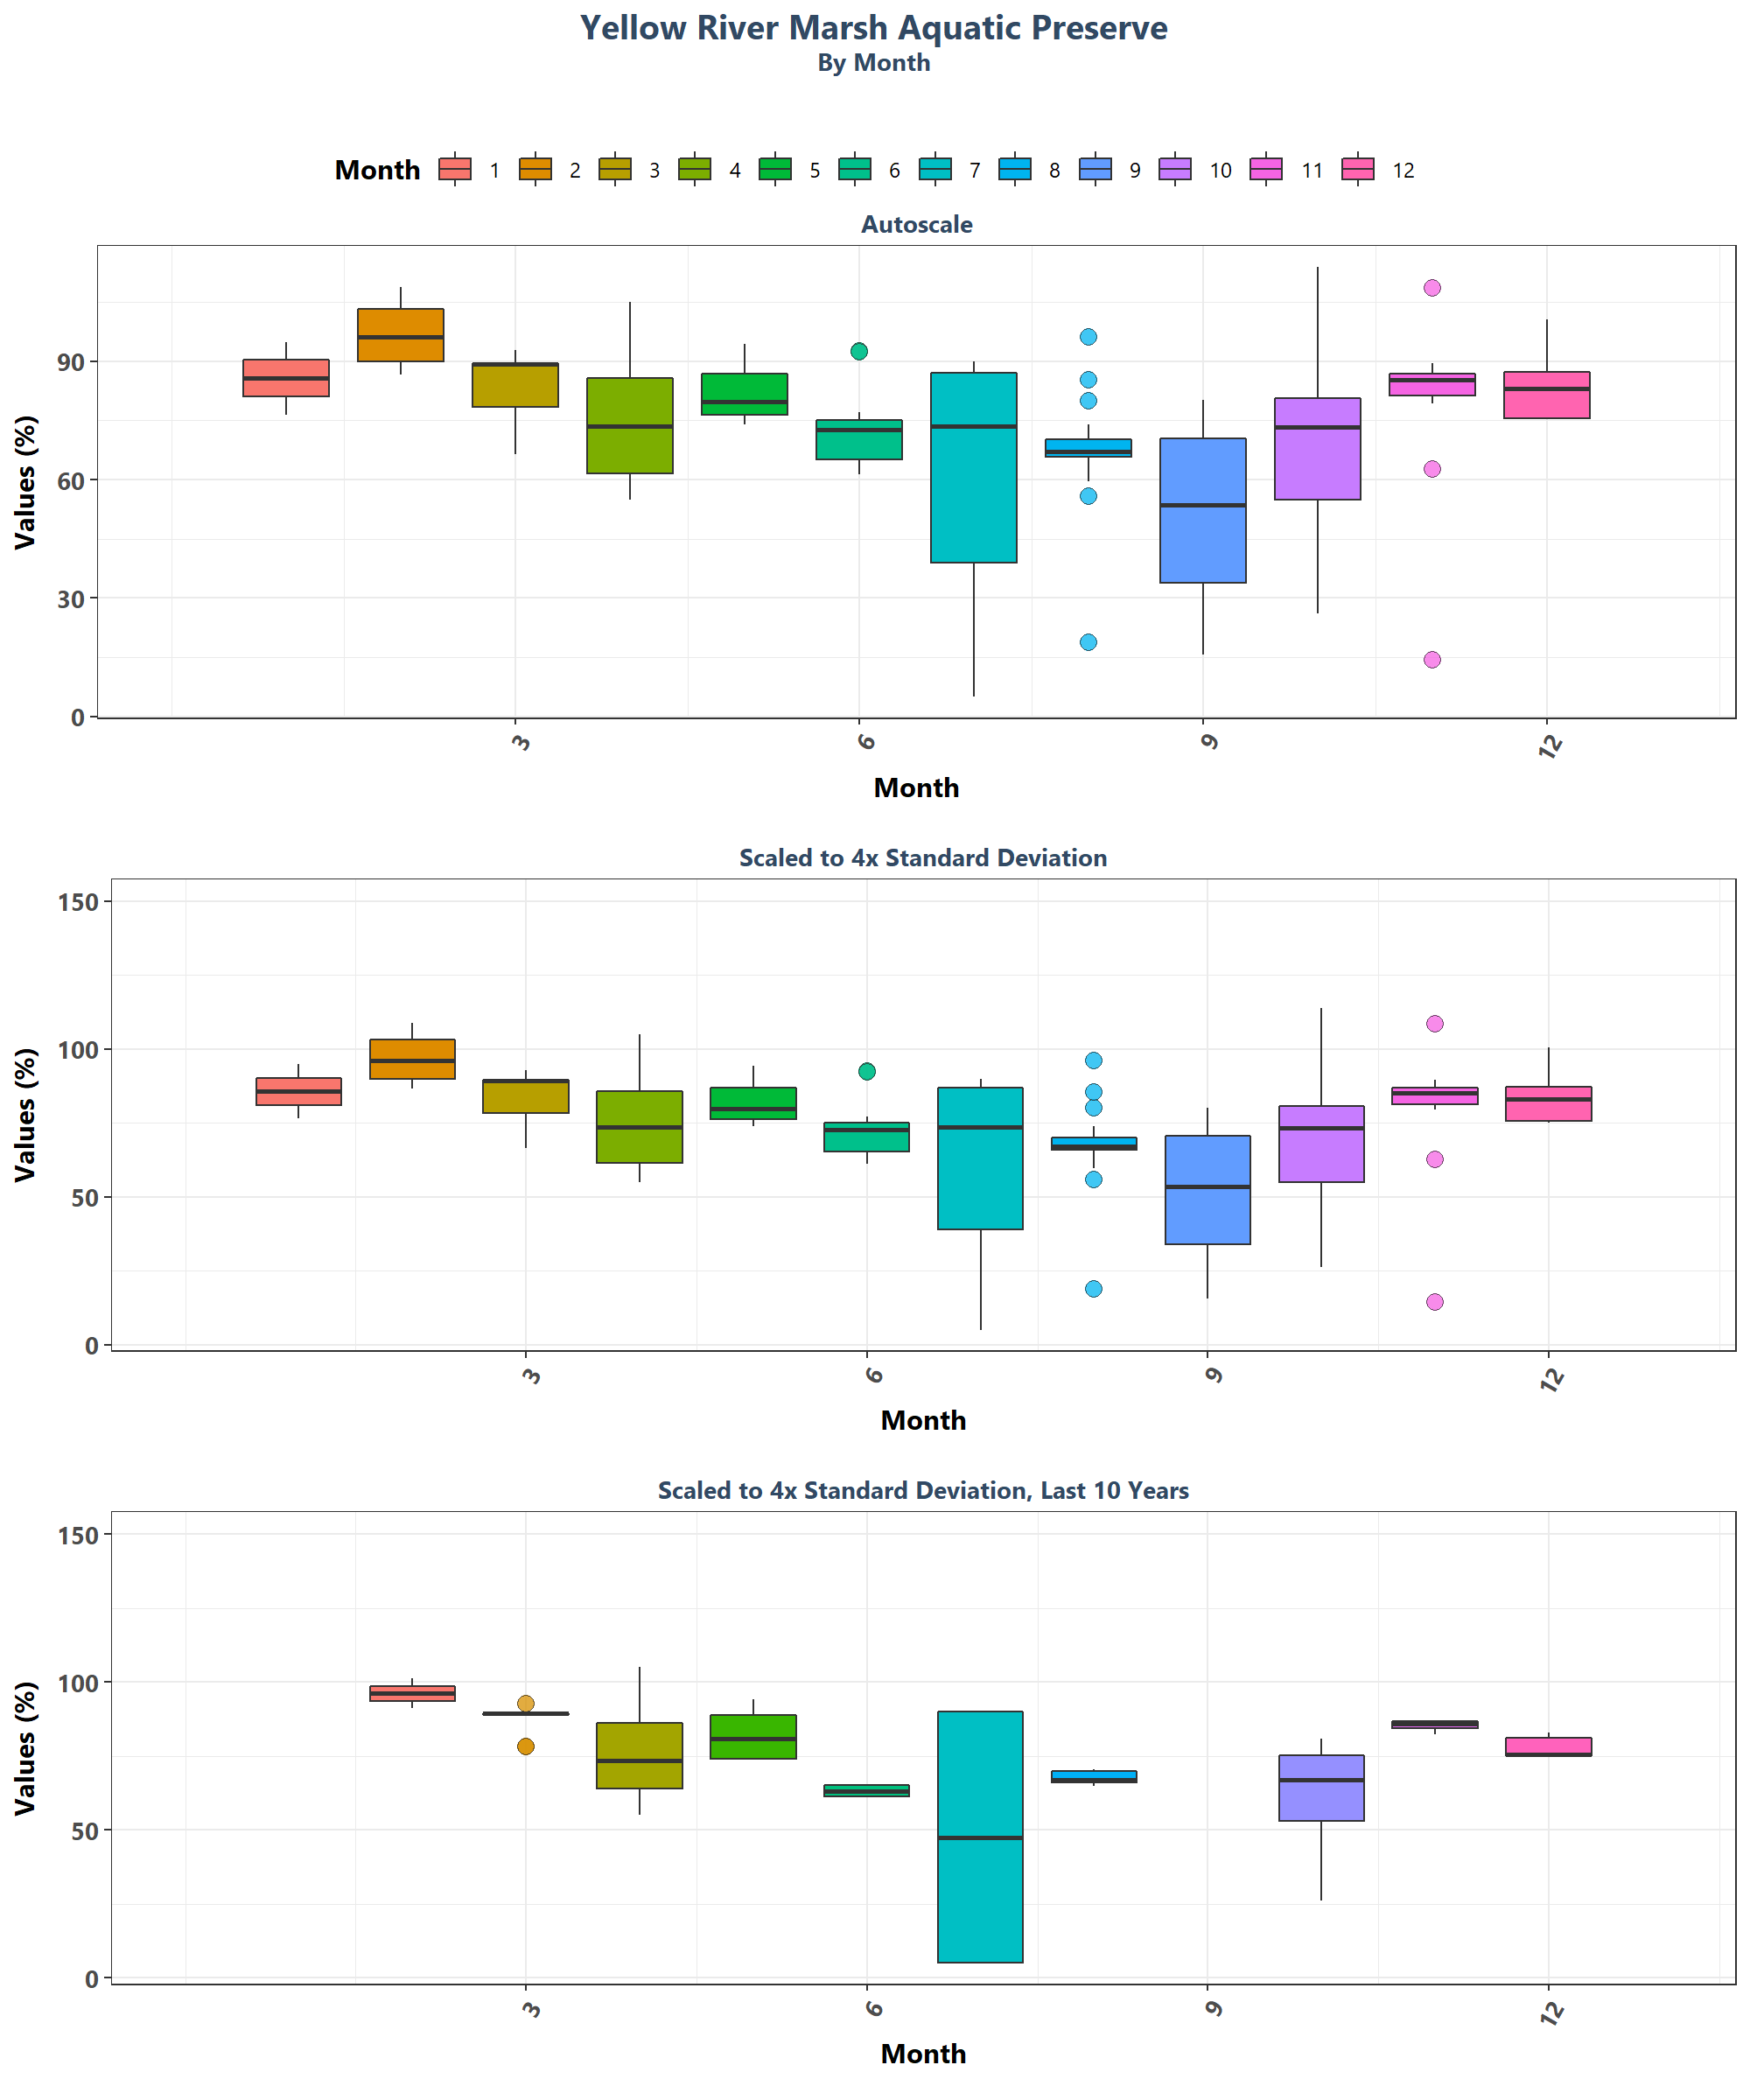 Yellow River Marsh Aquatic Preserve
By Month
Month 1 2 3 4 5 6 7 8 9 10 11 12
Autoscale
Values (%)
90
60
30
0
3 6 9 12
Month
Scaled to 4x Standard Deviation
Values (%)
150
100
50
0
3 6 9 12
Month
Scaled to 4x Standard Deviation, Last 10 Years
Values (%)
150
100
50
0
3 6 9 12
Month